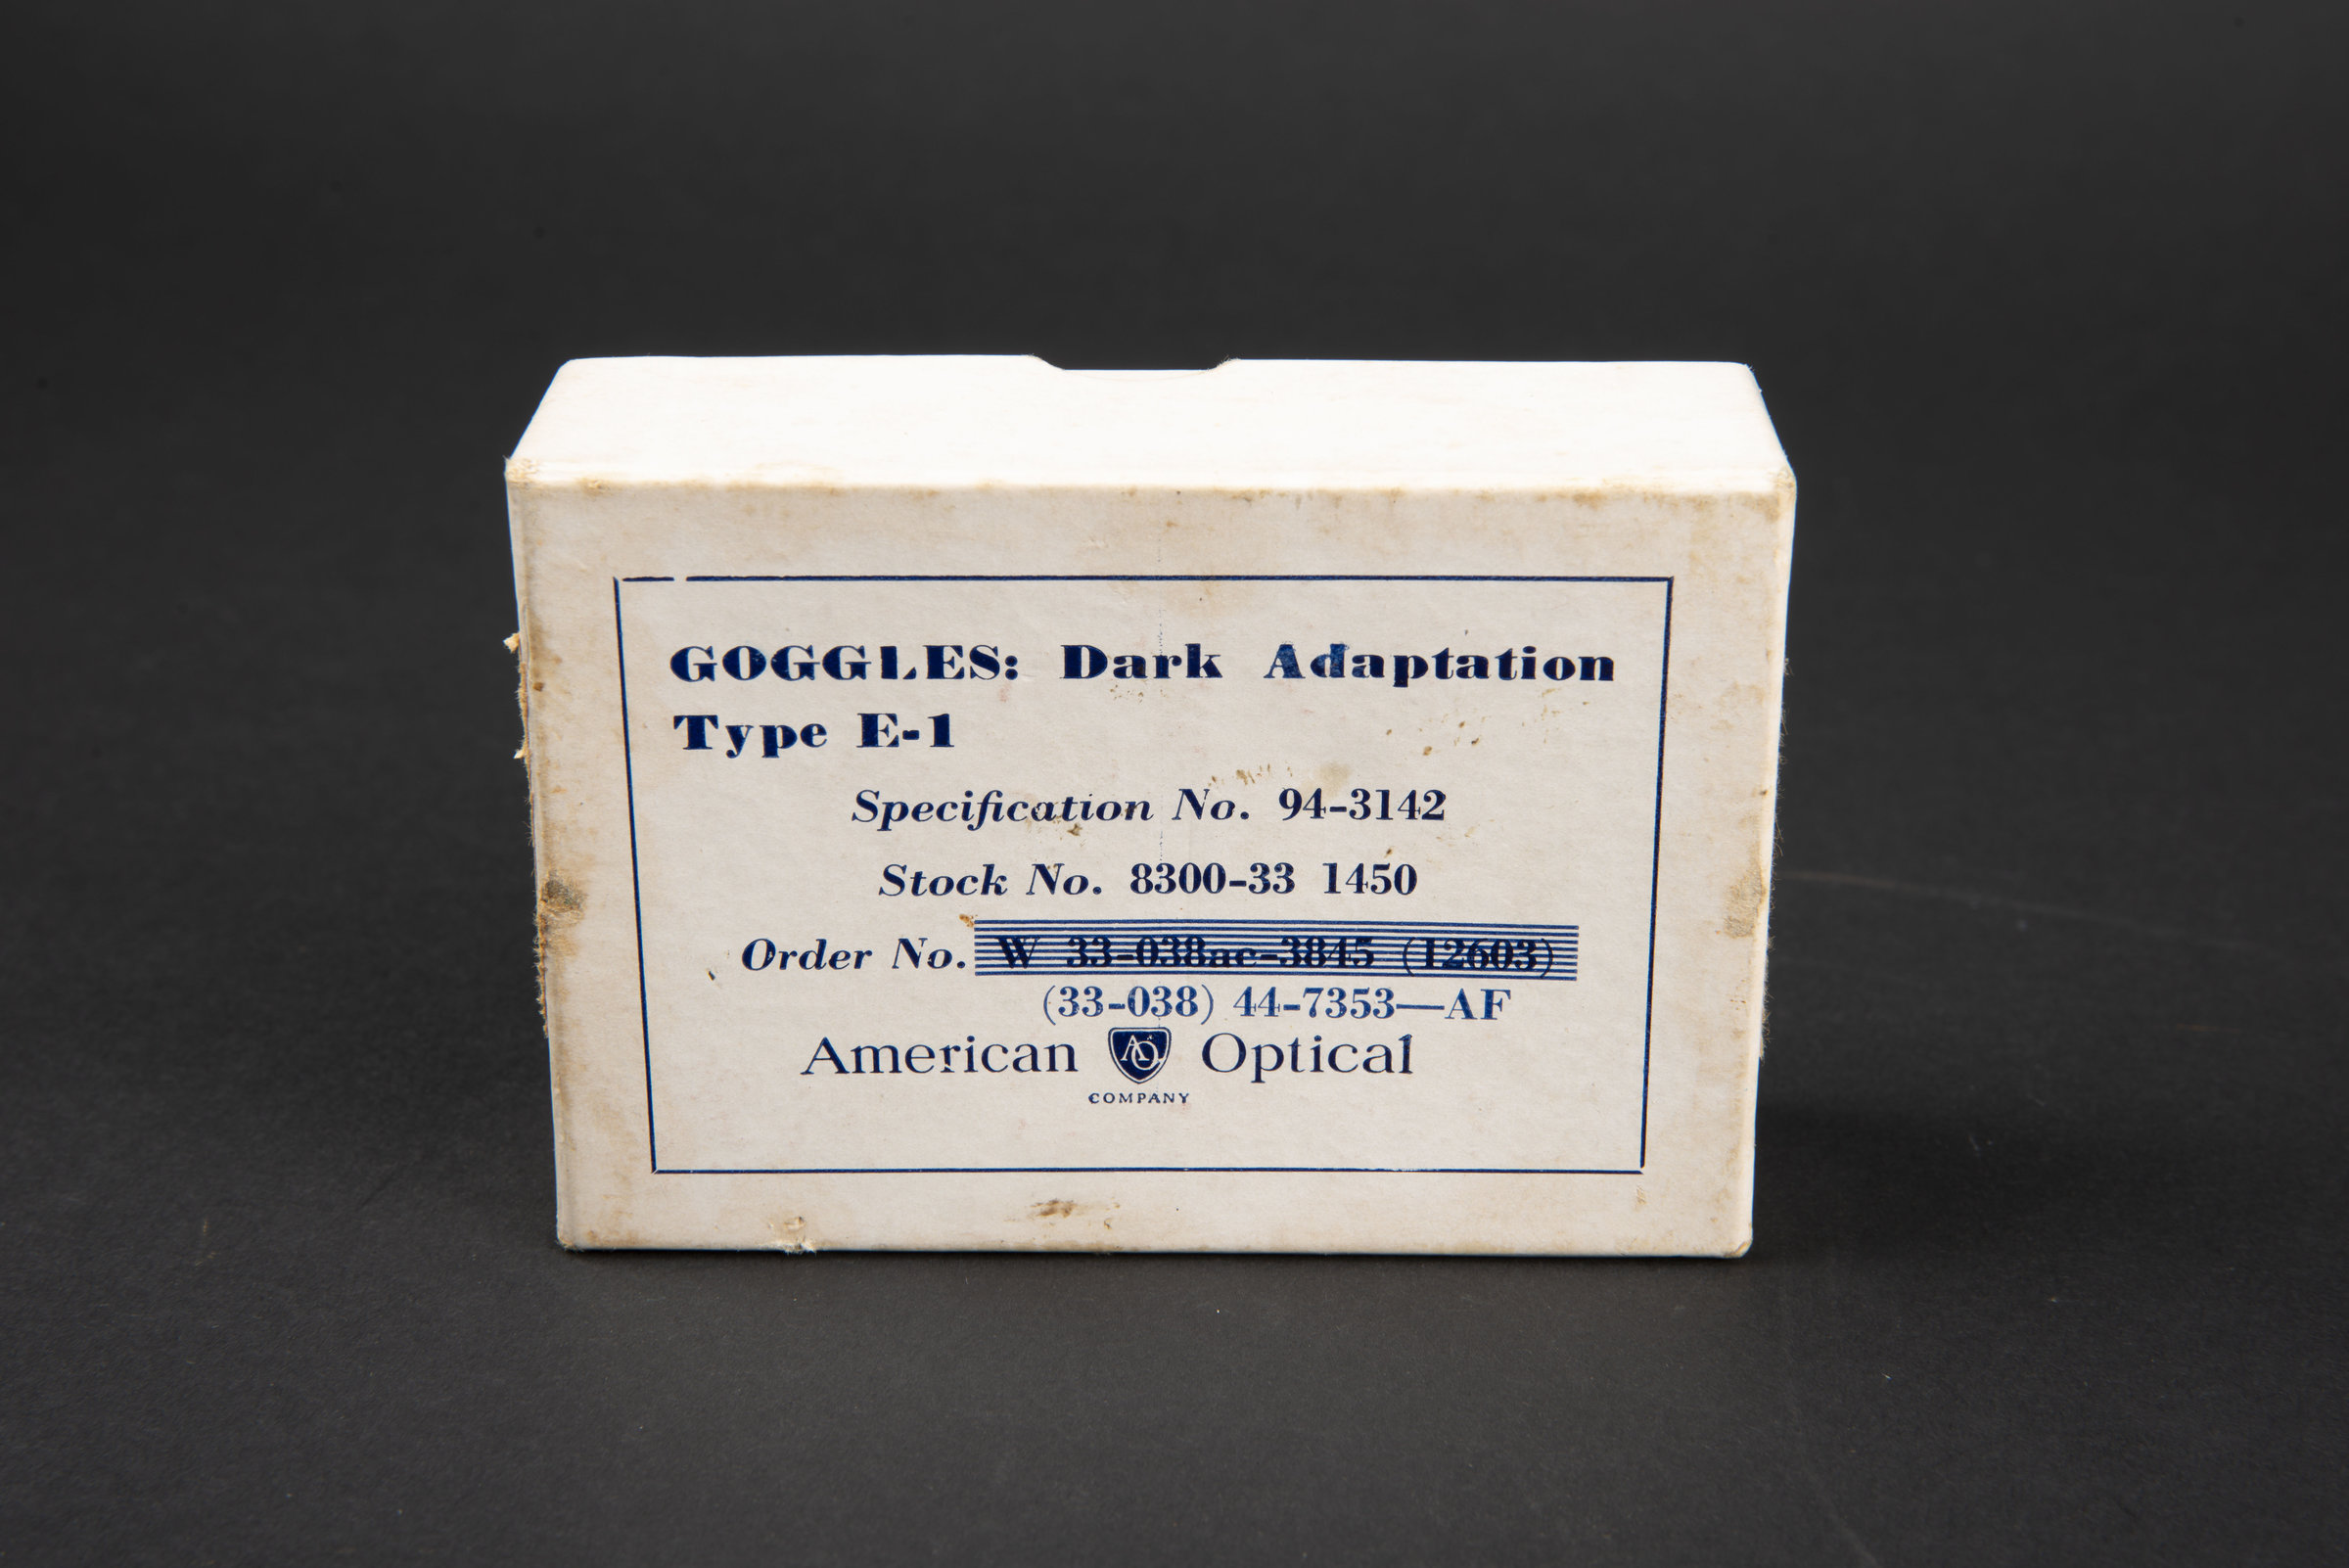 GOGGLES: Dark Adaptation
Type E-1
Specification No. 94-3142
Stock No. 8300-33 1450
Order No. W 33-038ac-3845 (12603)
(33-038) 44-7353—AF
American AO Optical
COMPANY